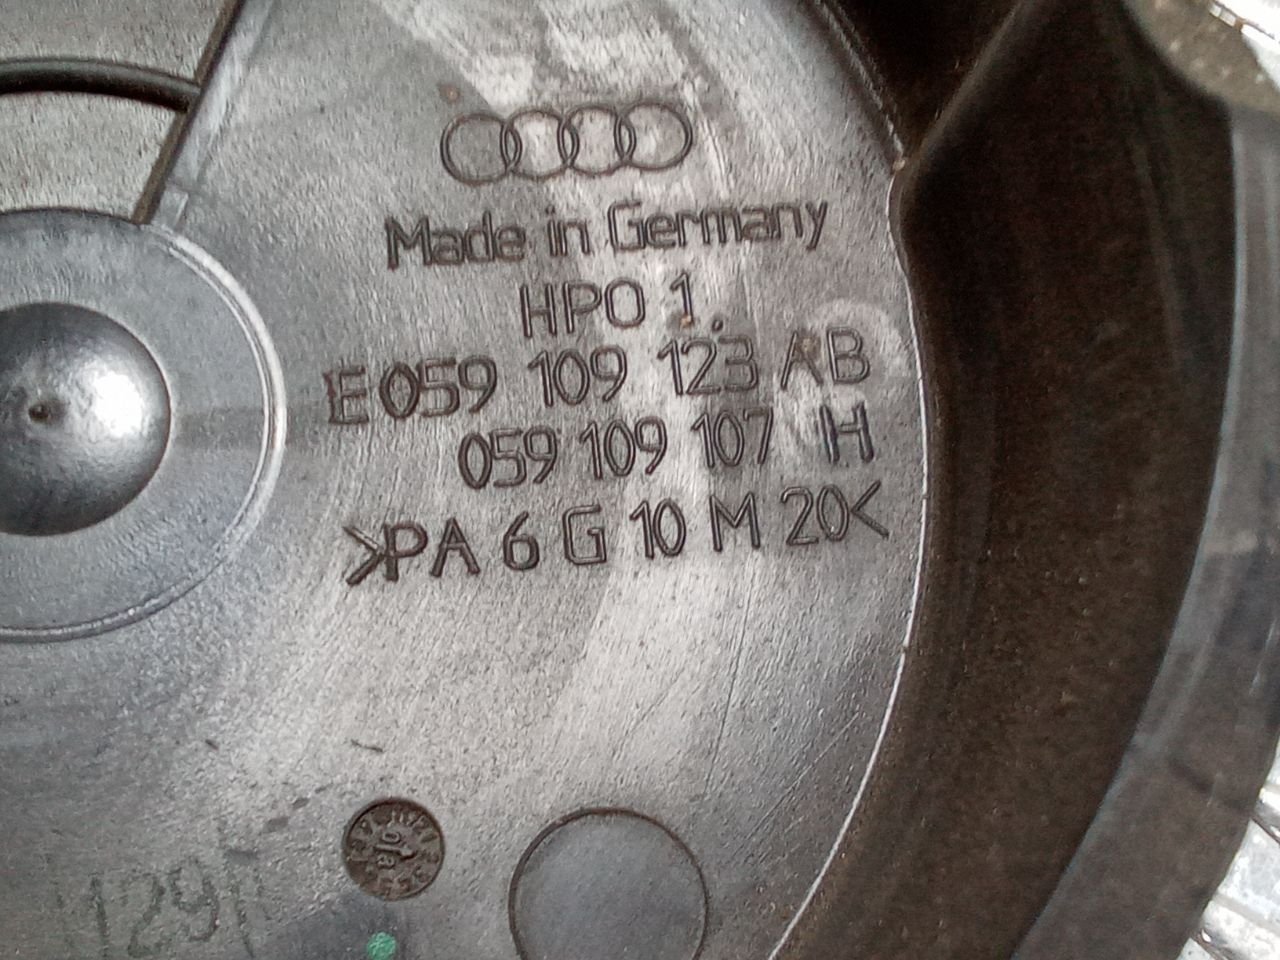 Made in Germany
HPO 1.
E 059 109 123 AB
059 109 107 H
>PA 6 G 10 M 20<